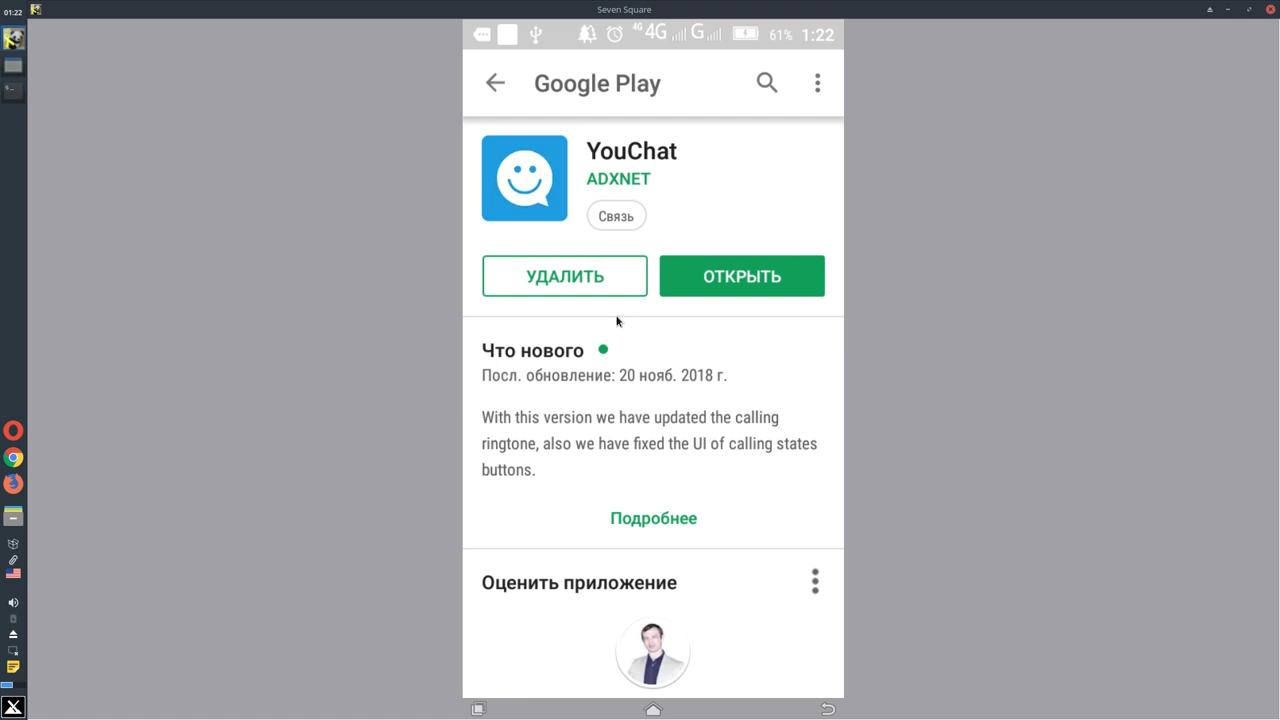 Seven Square
01:22
4G 4G G 61% 1:22
Google Play
YouChat
ADXNET
Связь
УДАЛИТЬ
ОТКРЫТЬ
Что нового
Посл. обновление: 20 нояб. 2018 г.
With this version we have updated the calling
ringtone, also we have fixed the UI of calling states
buttons.
Подробнее
Оценить приложение